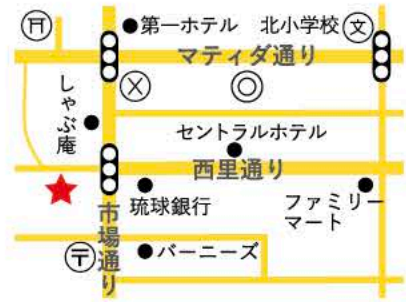 第一ホテル
北小学校
文
マティダ通り
しゃぶ庵
セントラルホテル
西里通り
琉球銀行
ファミリー
マート
市場通り
〒
バーニーズ